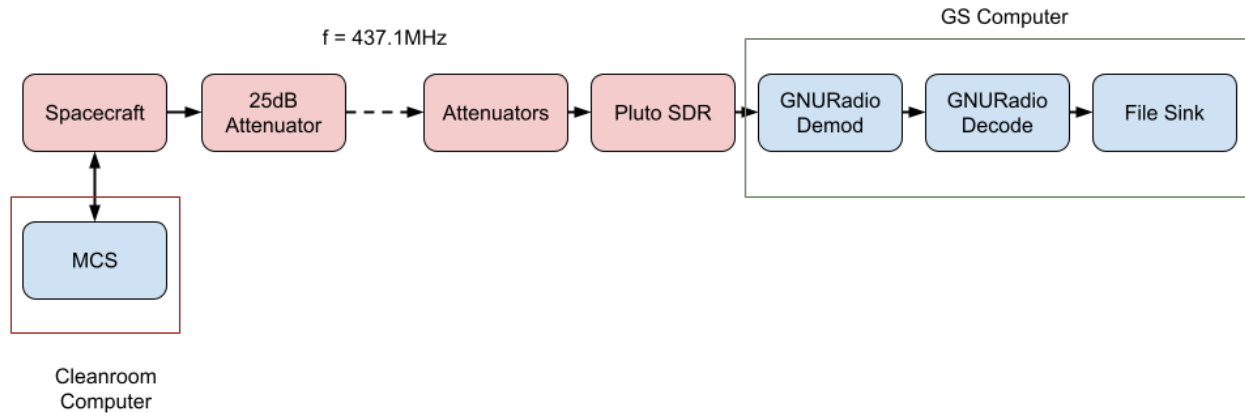 GS Computer
f = 437.1MHz
Spacecraft
25dB
Attenuator
Attenuators
Pluto SDR
GNURadio
Demod
GNURadio
Decode
File Sink
MCS
Cleanroom
Computer